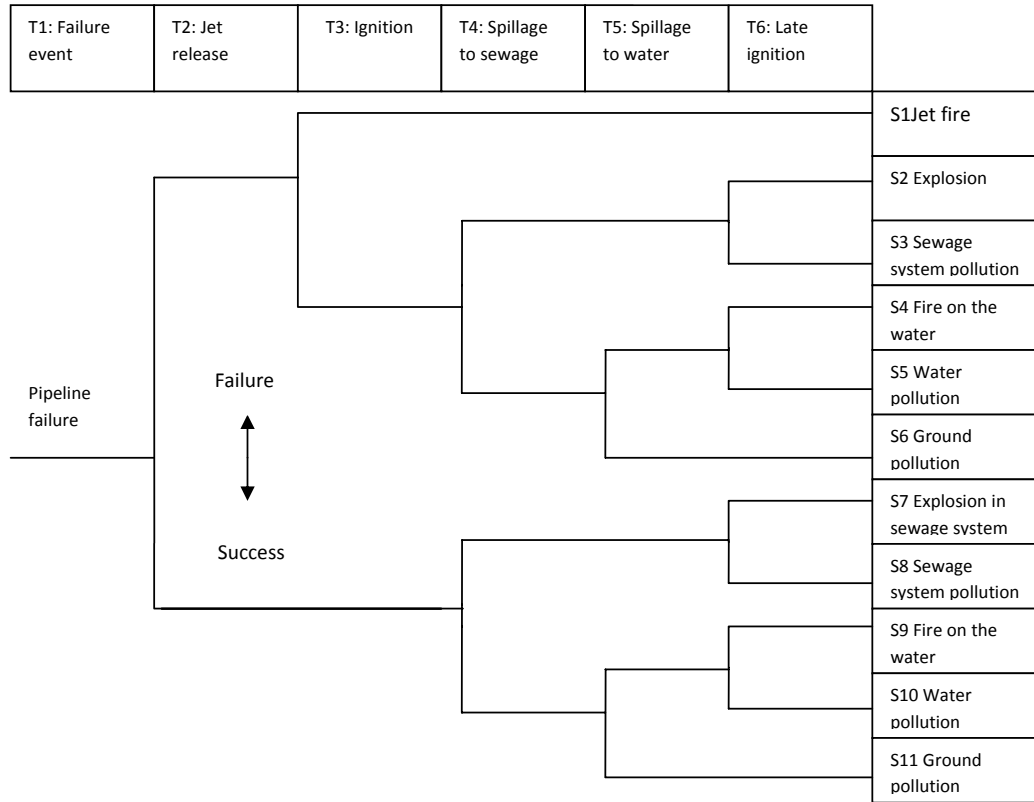 T1: Failure
event
T2: Jet
release
T3: Ignition
T4: Spillage
to sewage
T5: Spillage
to water
T6: Late
ignition
S1Jet fire
S2 Explosion
S3 Sewage
system pollution
S4 Fire on the
water
Failure
Pipeline
failure
S5 Water
pollution
S6 Ground
pollution
S7 Explosion in
sewage system
Success
S8 Sewage
system pollution
S9 Fire on the
water
S10 Water
pollution
S11 Ground
pollution